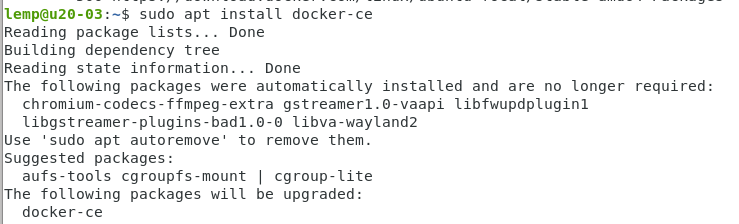 lemp@u20-03:~$ sudo apt install docker-ce
Reading package lists... Done
Building dependency tree
Reading state information... Done
The following packages were automatically installed and are no longer required:
  chromium-codecs-ffmpeg-extra gstreamer1.0-vaapi libfwupdplugin1
  libgstreamer-plugins-bad1.0-0 libva-wayland2
Use 'sudo apt autoremove' to remove them.
Suggested packages:
  aufs-tools cgroupfs-mount | cgroup-lite
The following packages will be upgraded:
  docker-ce